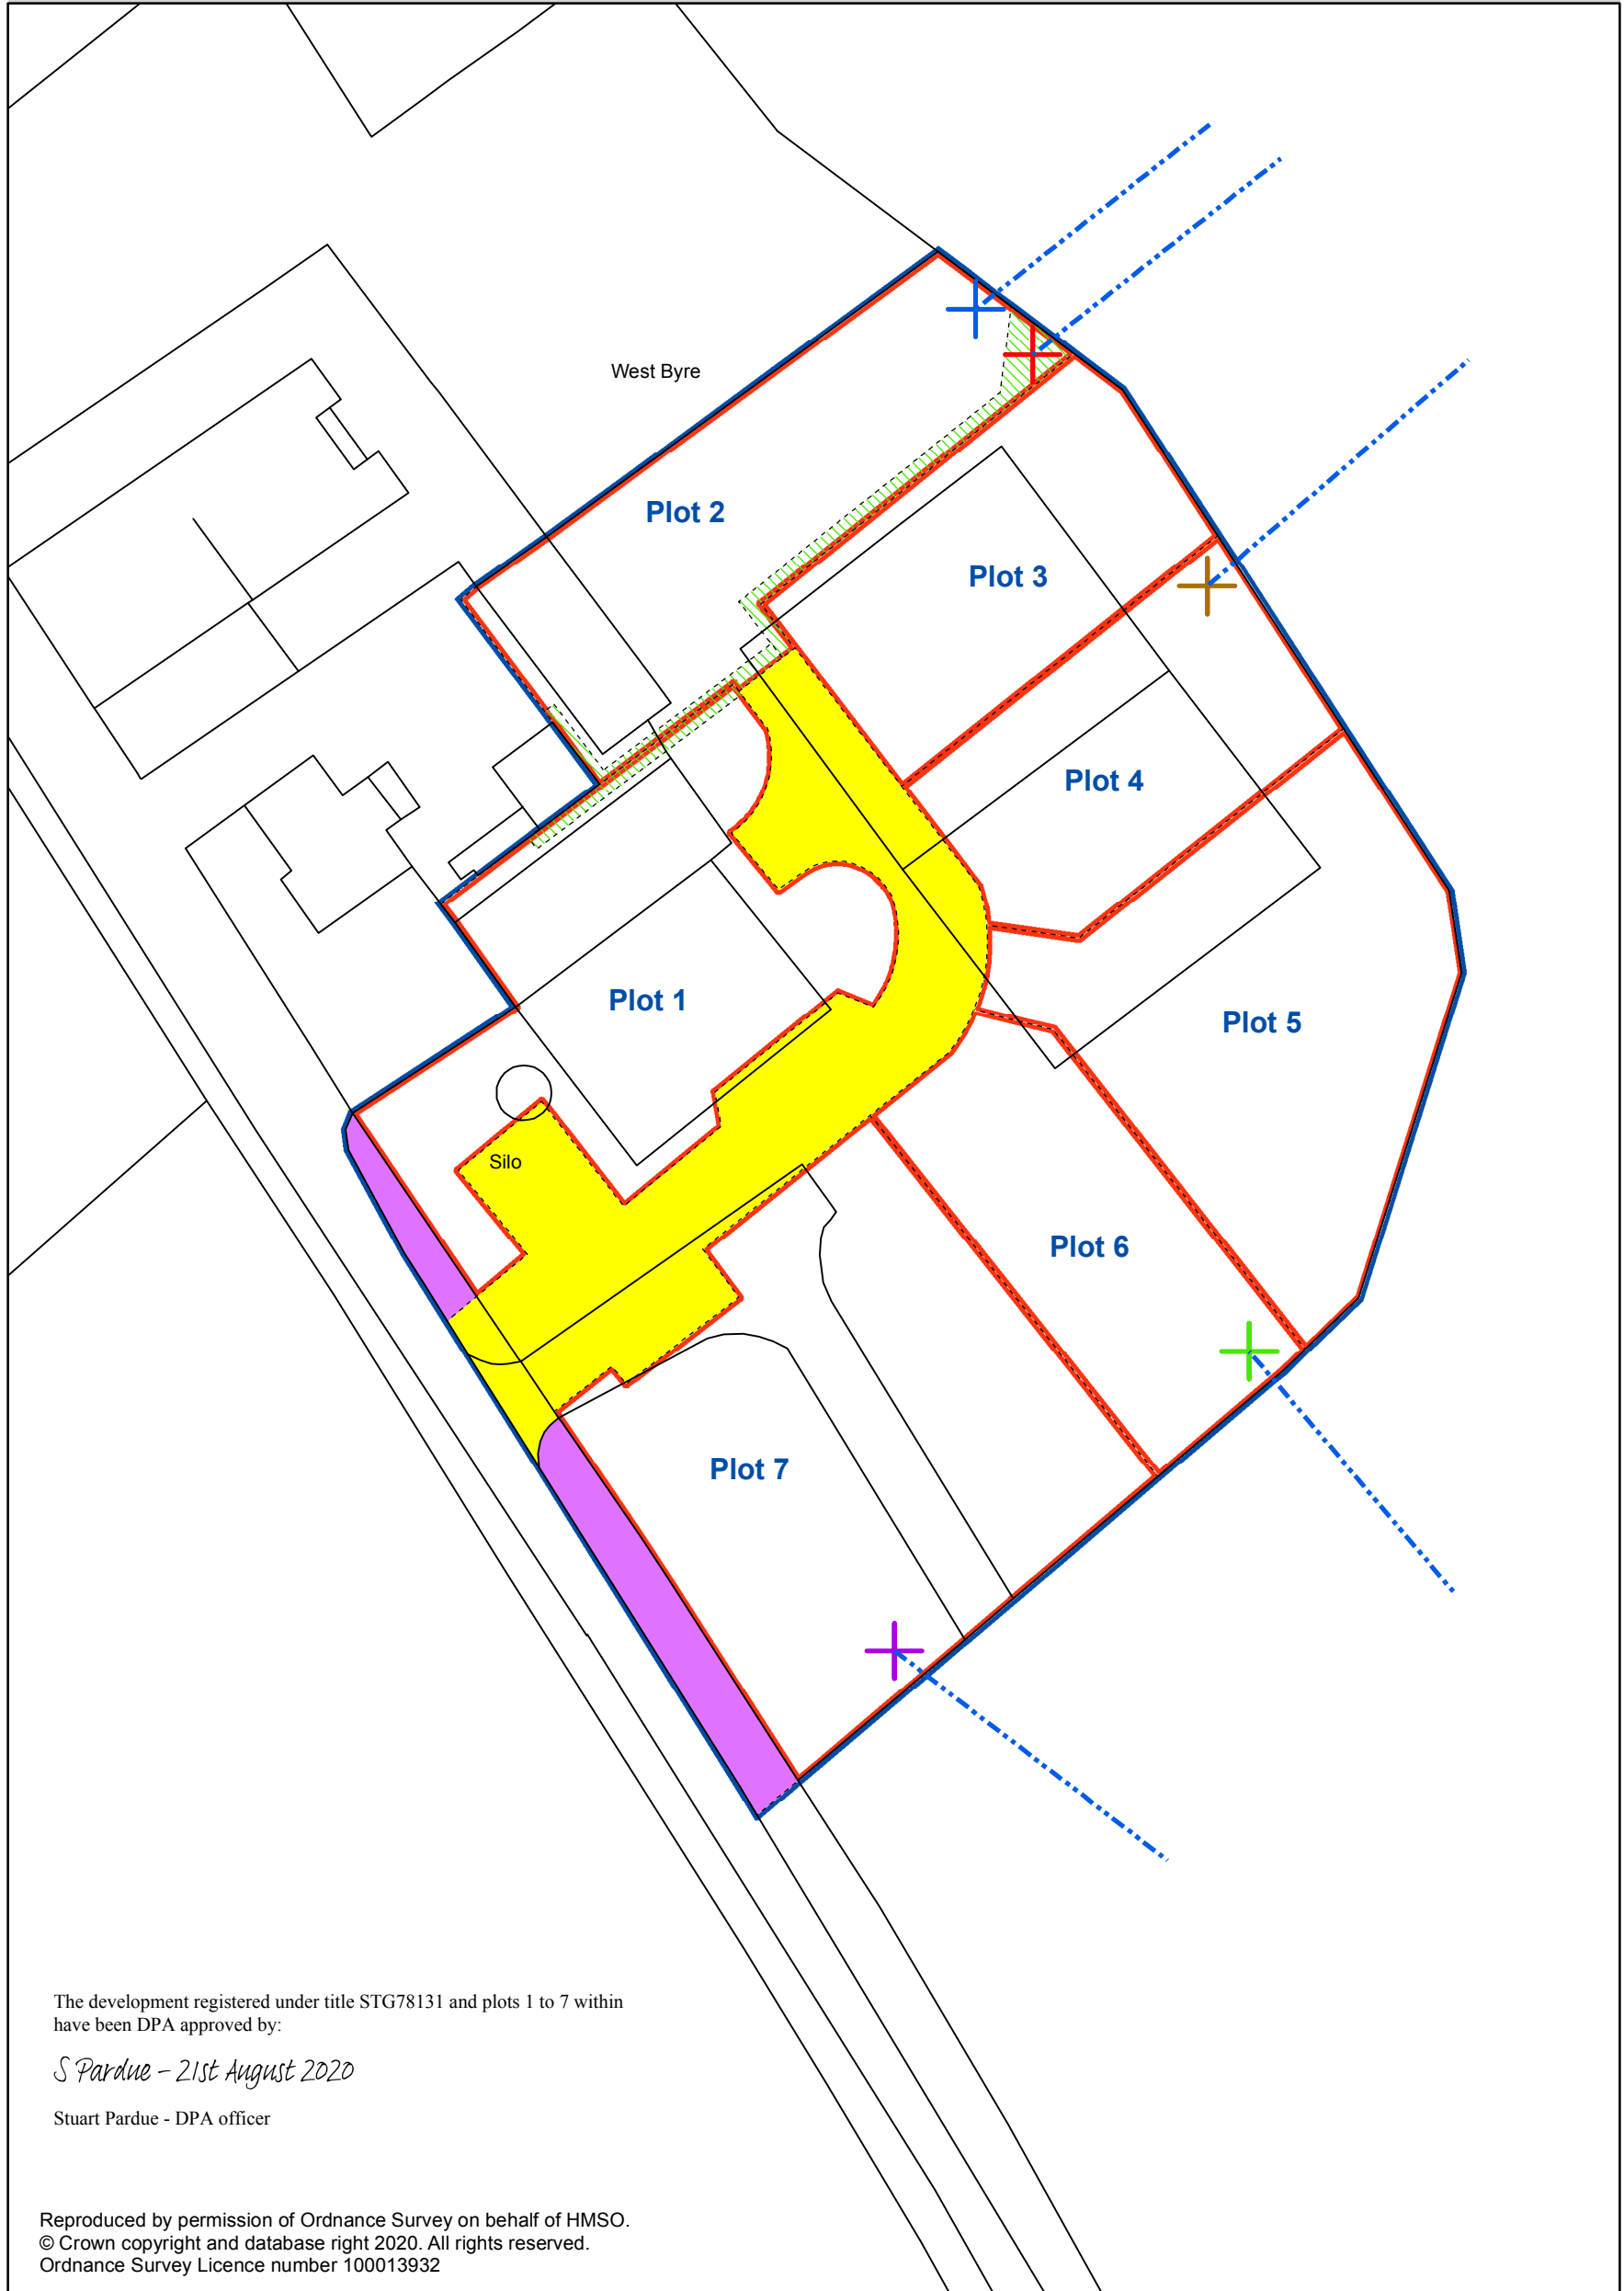 West Byre
Plot 2
Plot 3
Plot 4
Plot 1
Plot 5
Silo
Plot 6
Plot 7
The development registered under title STG78131 and plots 1 to 7 within
have been DPA approved by:
S Pardue – 21st August 2020
Stuart Pardue - DPA officer
Reproduced by permission of Ordnance Survey on behalf of HMSO.
© Crown copyright and database right 2020. All rights reserved.
Ordnance Survey Licence number 100013932